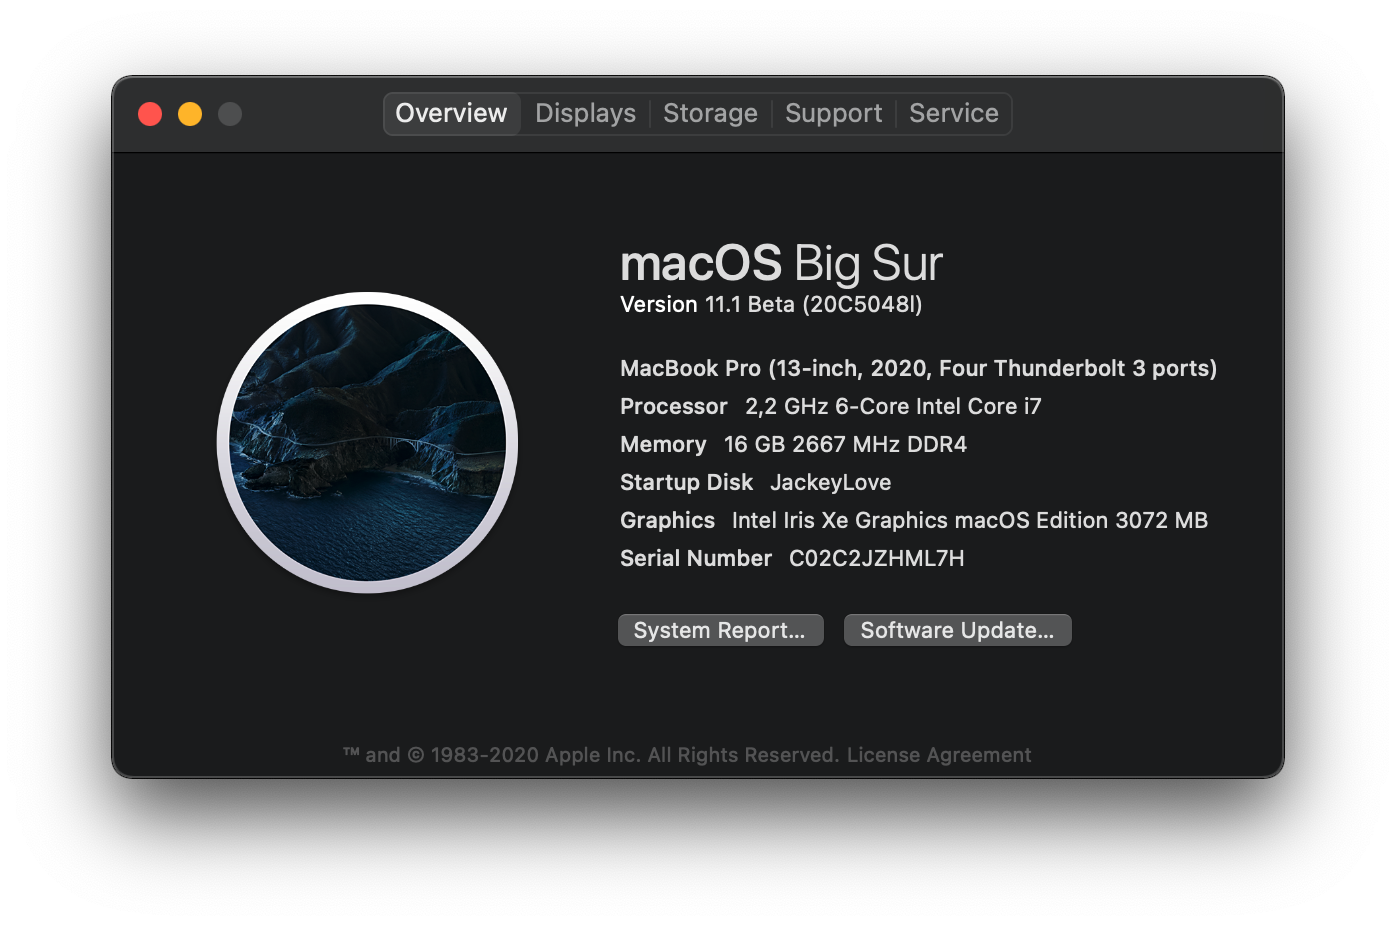 Overview Displays Storage Support Service
macOS Big Sur
Version 11.1 Beta (20C5048l)
MacBook Pro (13-inch, 2020, Four Thunderbolt 3 ports)
Processor 2,2 GHz 6-Core Intel Core i7
Memory 16 GB 2667 MHz DDR4
Startup Disk JackeyLove
Graphics Intel Iris Xe Graphics macOS Edition 3072 MB
Serial Number C02C2JZHML7H
System Report... Software Update...
™ and © 1983-2020 Apple Inc. All Rights Reserved. License Agreement